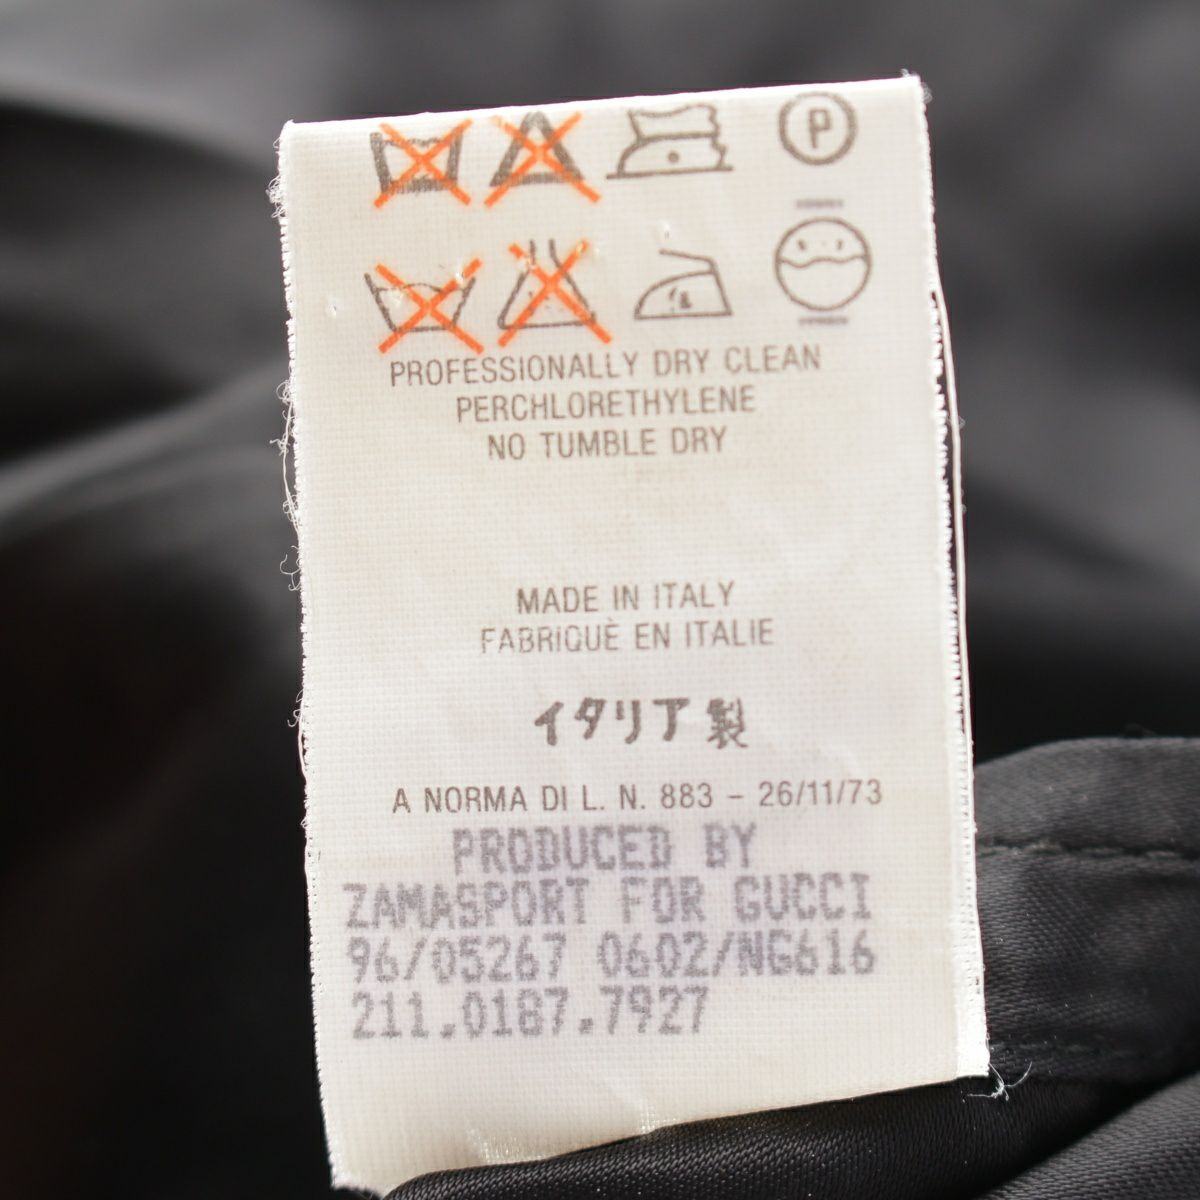 P
PROFESSIONALLY DRY CLEAN
PERCHLORETHYLENE
NO TUMBLE DRY
MADE IN ITALY
FABRIQUÈ EN ITALIE
イタリア製
A NORMA DI L. N. 883 - 26/11/73
PRODUCED BY
ZAMASPORT FOR GUCCI
96/05267 0602/NG616
211.0187.7927